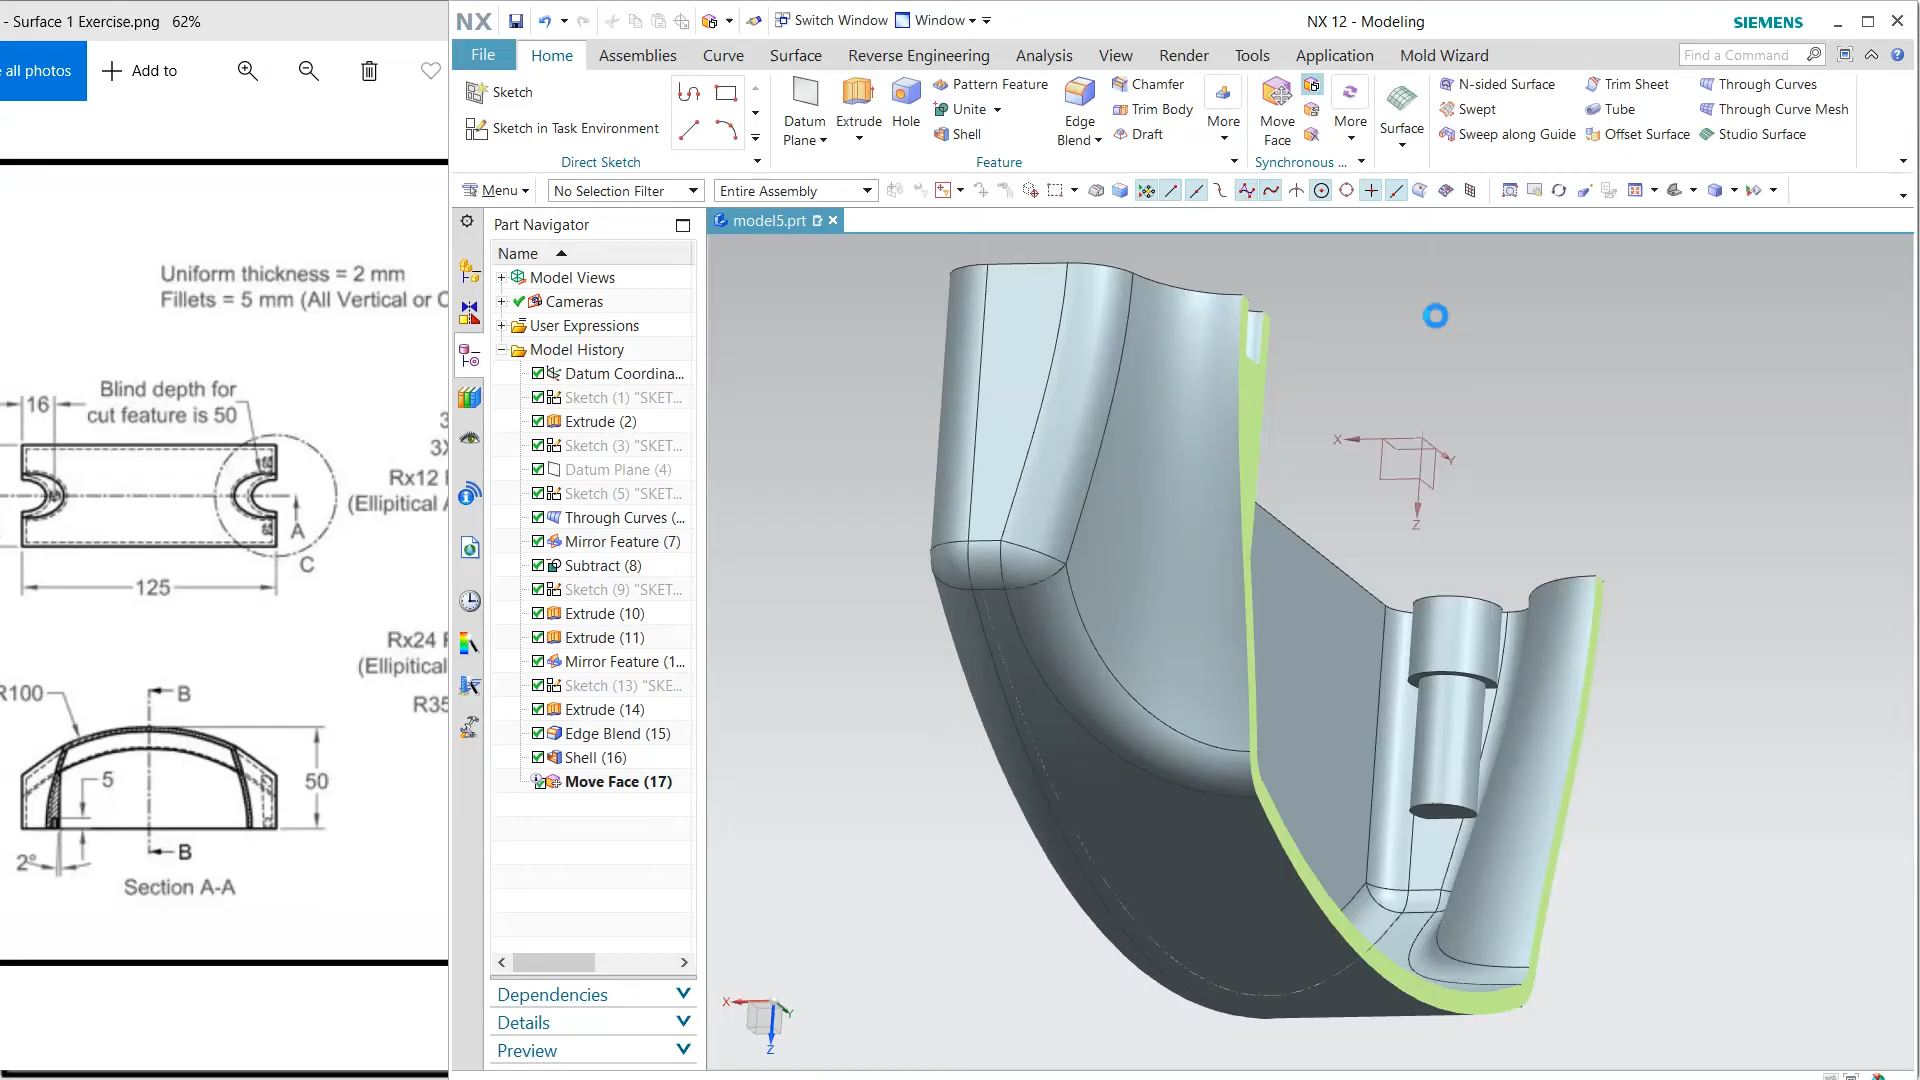 - Surface 1 Exercise.png 62%
all photos
Add to
Uniform thickness = 2 mm
Fillets = 5 mm (All Vertical or
Blind depth for
cut feature is 50
16
Rx12
(Ellipitical
A
C
125
Rx24
(Ellipitical
R35
R100
B
5
50
2°
B
Section A-A
NX
Switch Window
Window
NX 12 - Modeling
SIEMENS
File
Home
Assemblies
Curve
Surface
Reverse Engineering
Analysis
View
Render
Tools
Application
Mold Wizard
Find a Command
Sketch
Sketch in Task Environment
Direct Sketch
Datum
Plane
Extrude
Hole
Pattern Feature
Unite
Shell
Edge
Blend
Chamfer
Trim Body
Draft
More
Feature
Move
Face
More
Synchronous ...
Surface
N-sided Surface
Swept
Sweep along Guide
Trim Sheet
Tube
Offset Surface
Through Curves
Through Curve Mesh
Studio Surface
Menu
No Selection Filter
Entire Assembly
Part Navigator
model5.prt
Name
Model Views
Cameras
User Expressions
Model History
Datum Coordina...
Sketch (1) "SKET...
Extrude (2)
Sketch (3) "SKET...
Datum Plane (4)
Sketch (5) "SKET...
Through Curves (...
Mirror Feature (7)
Subtract (8)
Sketch (9) "SKET...
Extrude (10)
Extrude (11)
Mirror Feature (1...
Sketch (13) "SKE...
Extrude (14)
Edge Blend (15)
Shell (16)
Move Face (17)
Dependencies
Details
Preview
X
Y
Z
X
Y
Z